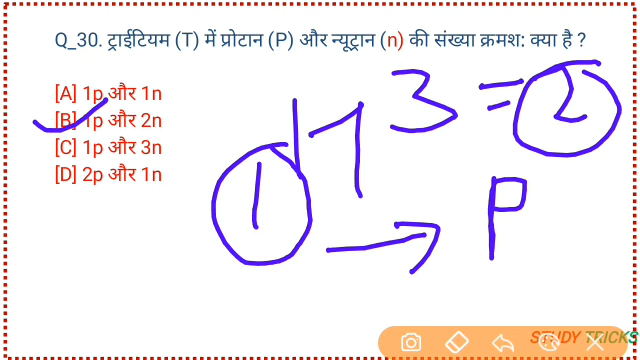 Q_30. ट्राईटियम (T) में प्रोटान (P) और न्यूट्रान (n) की संख्या क्रमश: क्या है ?
[A] 1p और 1n
[B] 1p और 2n
[C] 1p और 3n
[D] 2p और 1n
H 3 = 2
1 → P
STUDY TRICKS